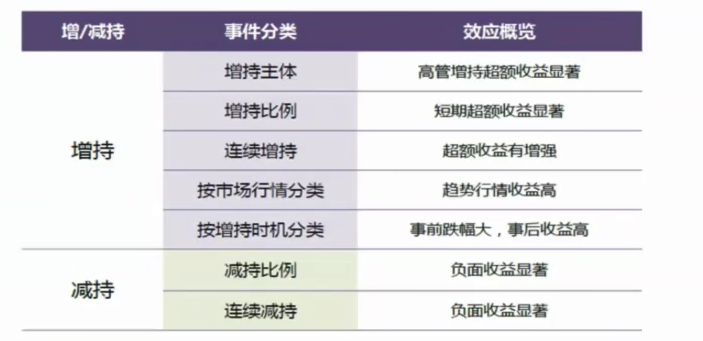 增/减持 事件分类 效应概览
增持主体 高管增持超额收益显著
增持比例 短期超额收益显著
增持 连续增持 超额收益有增强
按市场行情分类 趋势行情收益高
按增持时机分类 事前跌幅大，事后收益高
减持 减持比例 负面收益显著
连续减持 负面收益显著